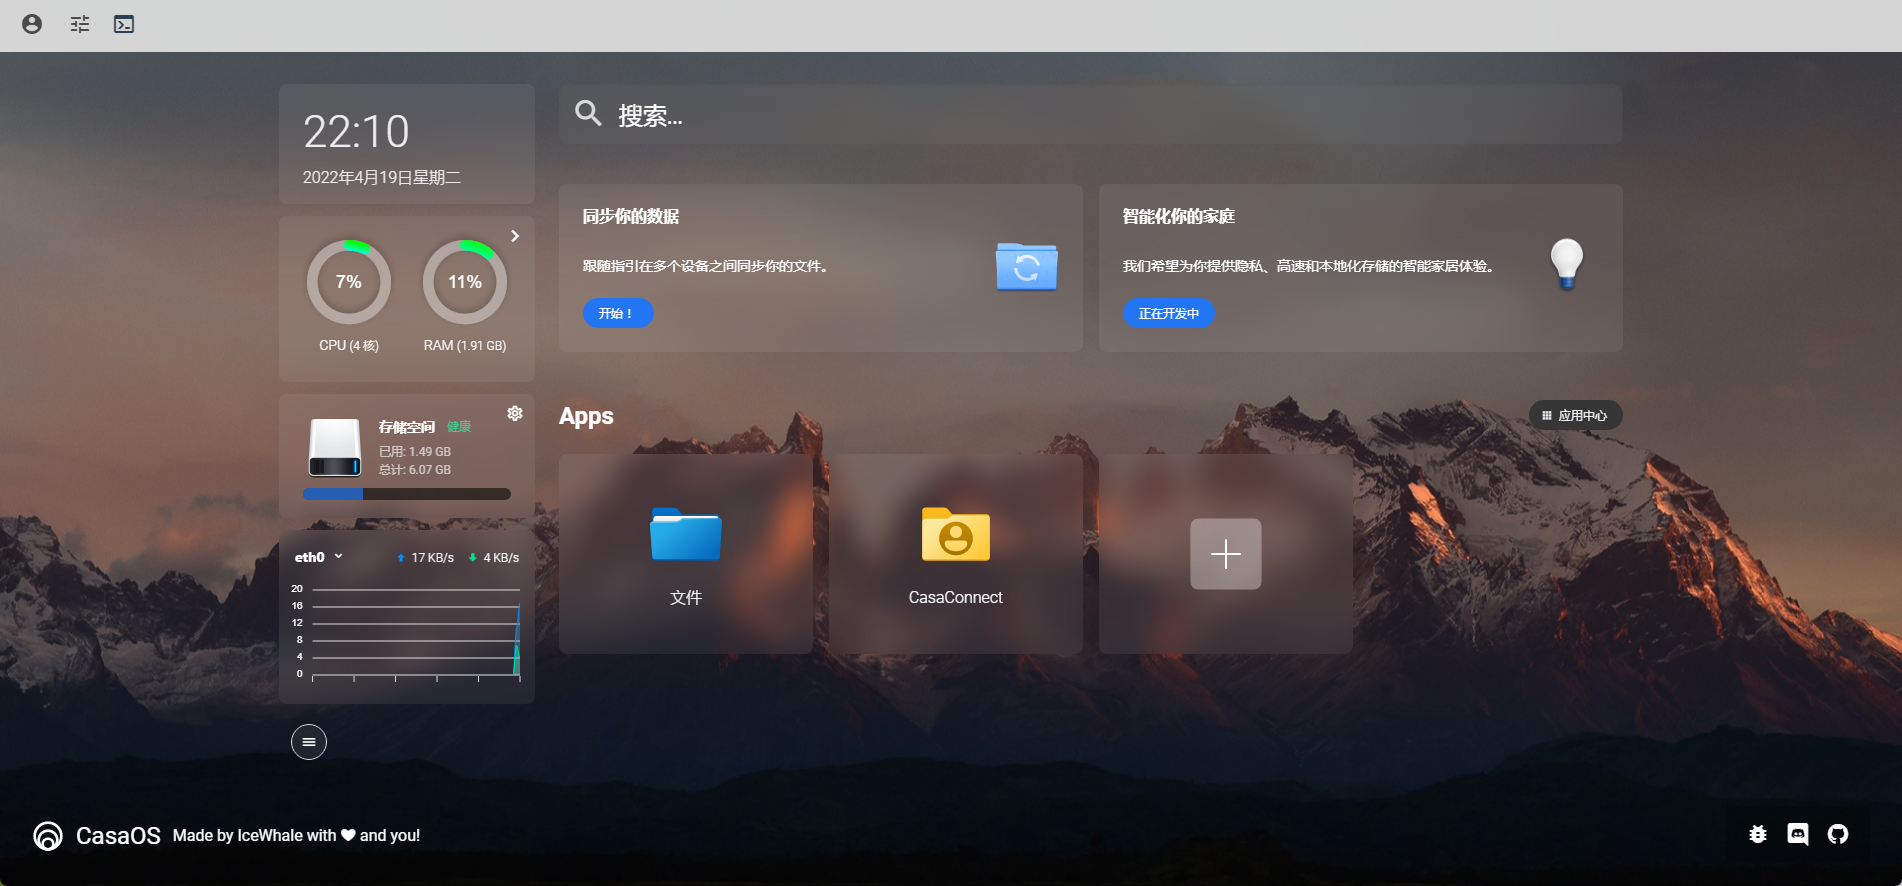 22:10
2022年4月19日星期二
7%
11%
CPU (4 核)
RAM (1.91 GB)
存储空间 健康
已用: 1.49 GB
总计: 6.07 GB
eth0 17 KB/s 4 KB/s
20
16
12
8
4
0
搜索...
同步你的数据
跟随指引在多个设备之间同步你的文件。
开始！
智能化你的家庭
我们希望为你提供隐私、高速和本地化存储的智能家居体验。
正在开发中
Apps
应用中心
文件
CasaConnect
CasaOS Made by IceWhale with ♥ and you!